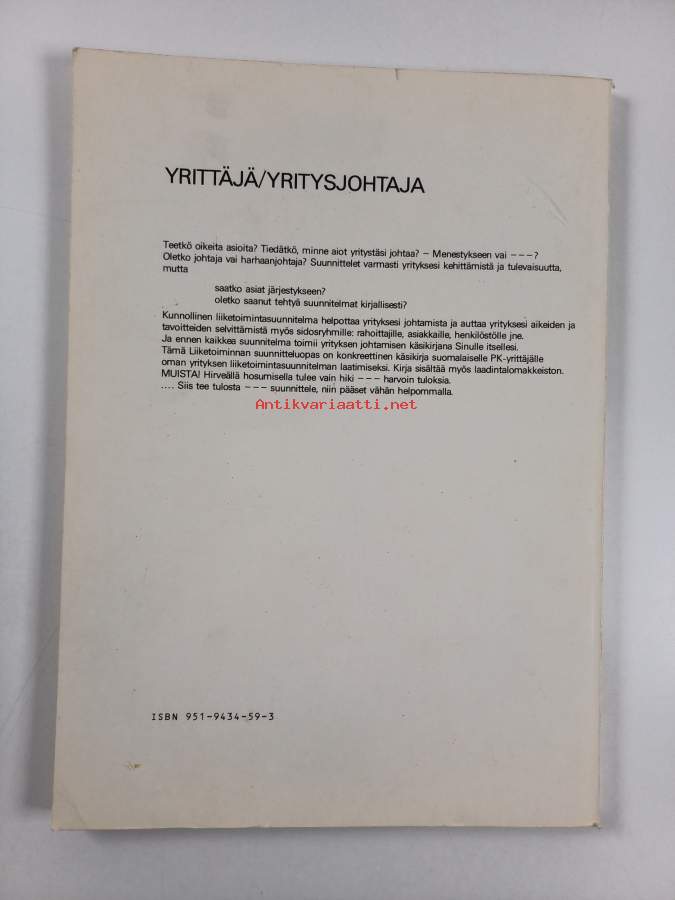 YRITTÄJÄ/YRITYSJOHTAJA
Teetkö oikeita asioita? Tiedätkö, minne aiot yritystäsi johtaa? – Menestykseen vai – – –?
Oletko johtaja vai harhaanjohtaja? Suunnittelet varmasti yrityksesi kehittämistä ja tulevaisuutta,
mutta
saatko asiat järjestykseen?
oletko saanut tehtyä suunnitelmat kirjallisesti?
Kunnollinen liiketoimintasuunnitelma helpottaa yrityksesi johtamista ja auttaa yrityksesi aikeiden ja
tavoitteiden selvittämistä myös sidosryhmille: rahoittajille, asiakkaille, henkilöstölle jne.
Ja ennen kaikkea suunnitelma toimii yrityksen johtamisen käsikirjana Sinulle itsellesi.
Tämä Liiketoiminnan suunnitteluopas on konkreettinen käsikirja suomalaiselle PK-yrittäjälle
oman yrityksen liiketoimintasuunnitelman laatimiseksi. Kirja sisältää myös laadintalomakkeiston.
MUISTA! Hirveällä hosumisella tulee vain hiki – – – harvoin tuloksia.
.... Siis tee tulosta – – – suunnittele, niin pääset vähän helpommalla.
Antikvariaatti.net
ISBN 951-9434-59-3